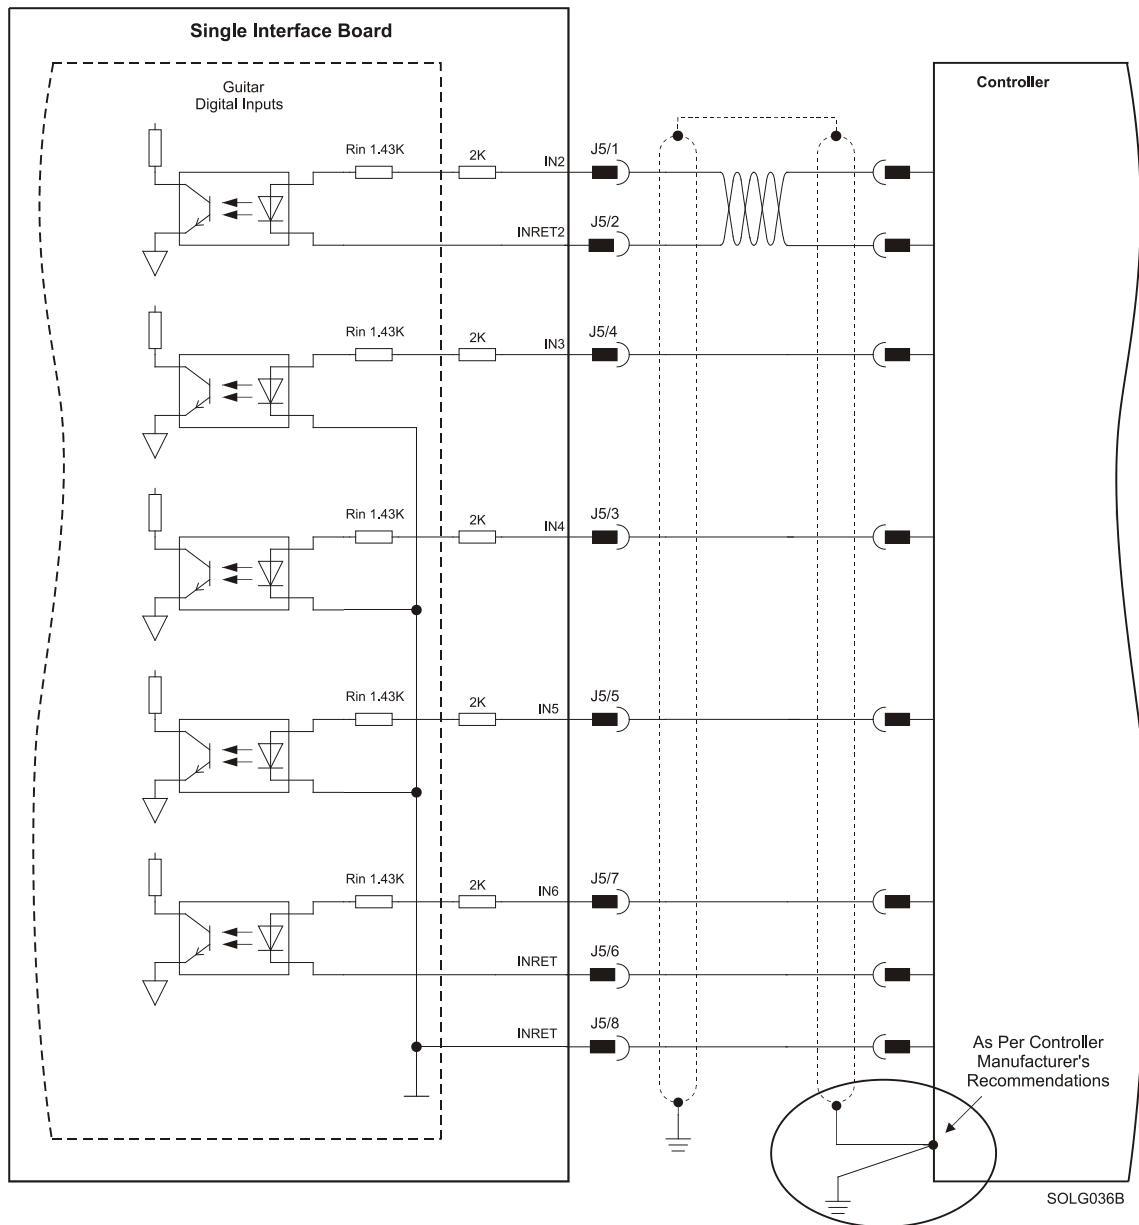 Single Interface Board
Guitar
Digital Inputs
Controller
Rin 1.43K
2K
IN2
J5/1
INRET2
J5/2
Rin 1.43K
2K
IN3
J5/4
Rin 1.43K
2K
IN4
J5/3
Rin 1.43K
2K
IN5
J5/5
Rin 1.43K
2K
IN6
J5/7
INRET
J5/6
INRET
J5/8
As Per Controller
Manufacturer's
Recommendations
SOLG036B